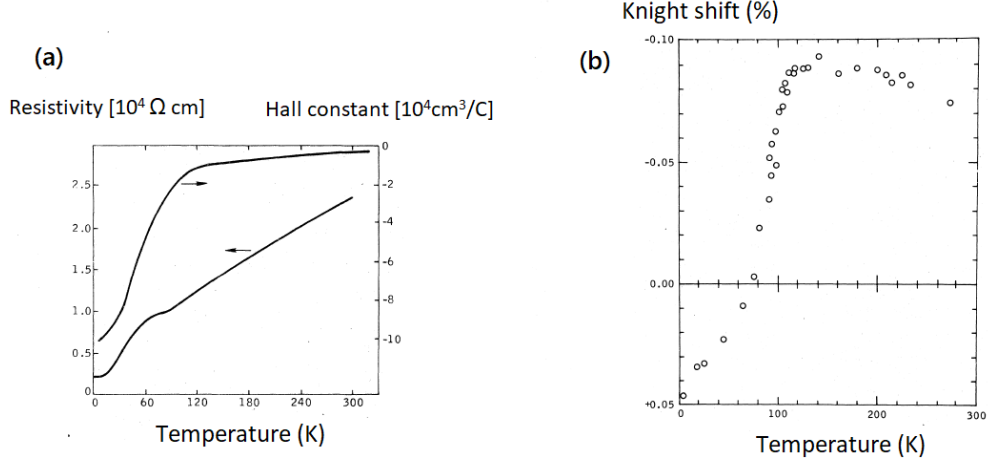 Knight shift (%)
(a)
(b)
Resistivity [10⁴ Ω cm]
Hall constant [10⁴cm³/C]
2.5
2.0
1.5
1.0
0.5
0
0
-2
-4
-6
-8
-10
0 60 120 180 240 300
Temperature (K)
-0.10
-0.05
0.00
+0.05
0 100 200 300
Temperature (K)